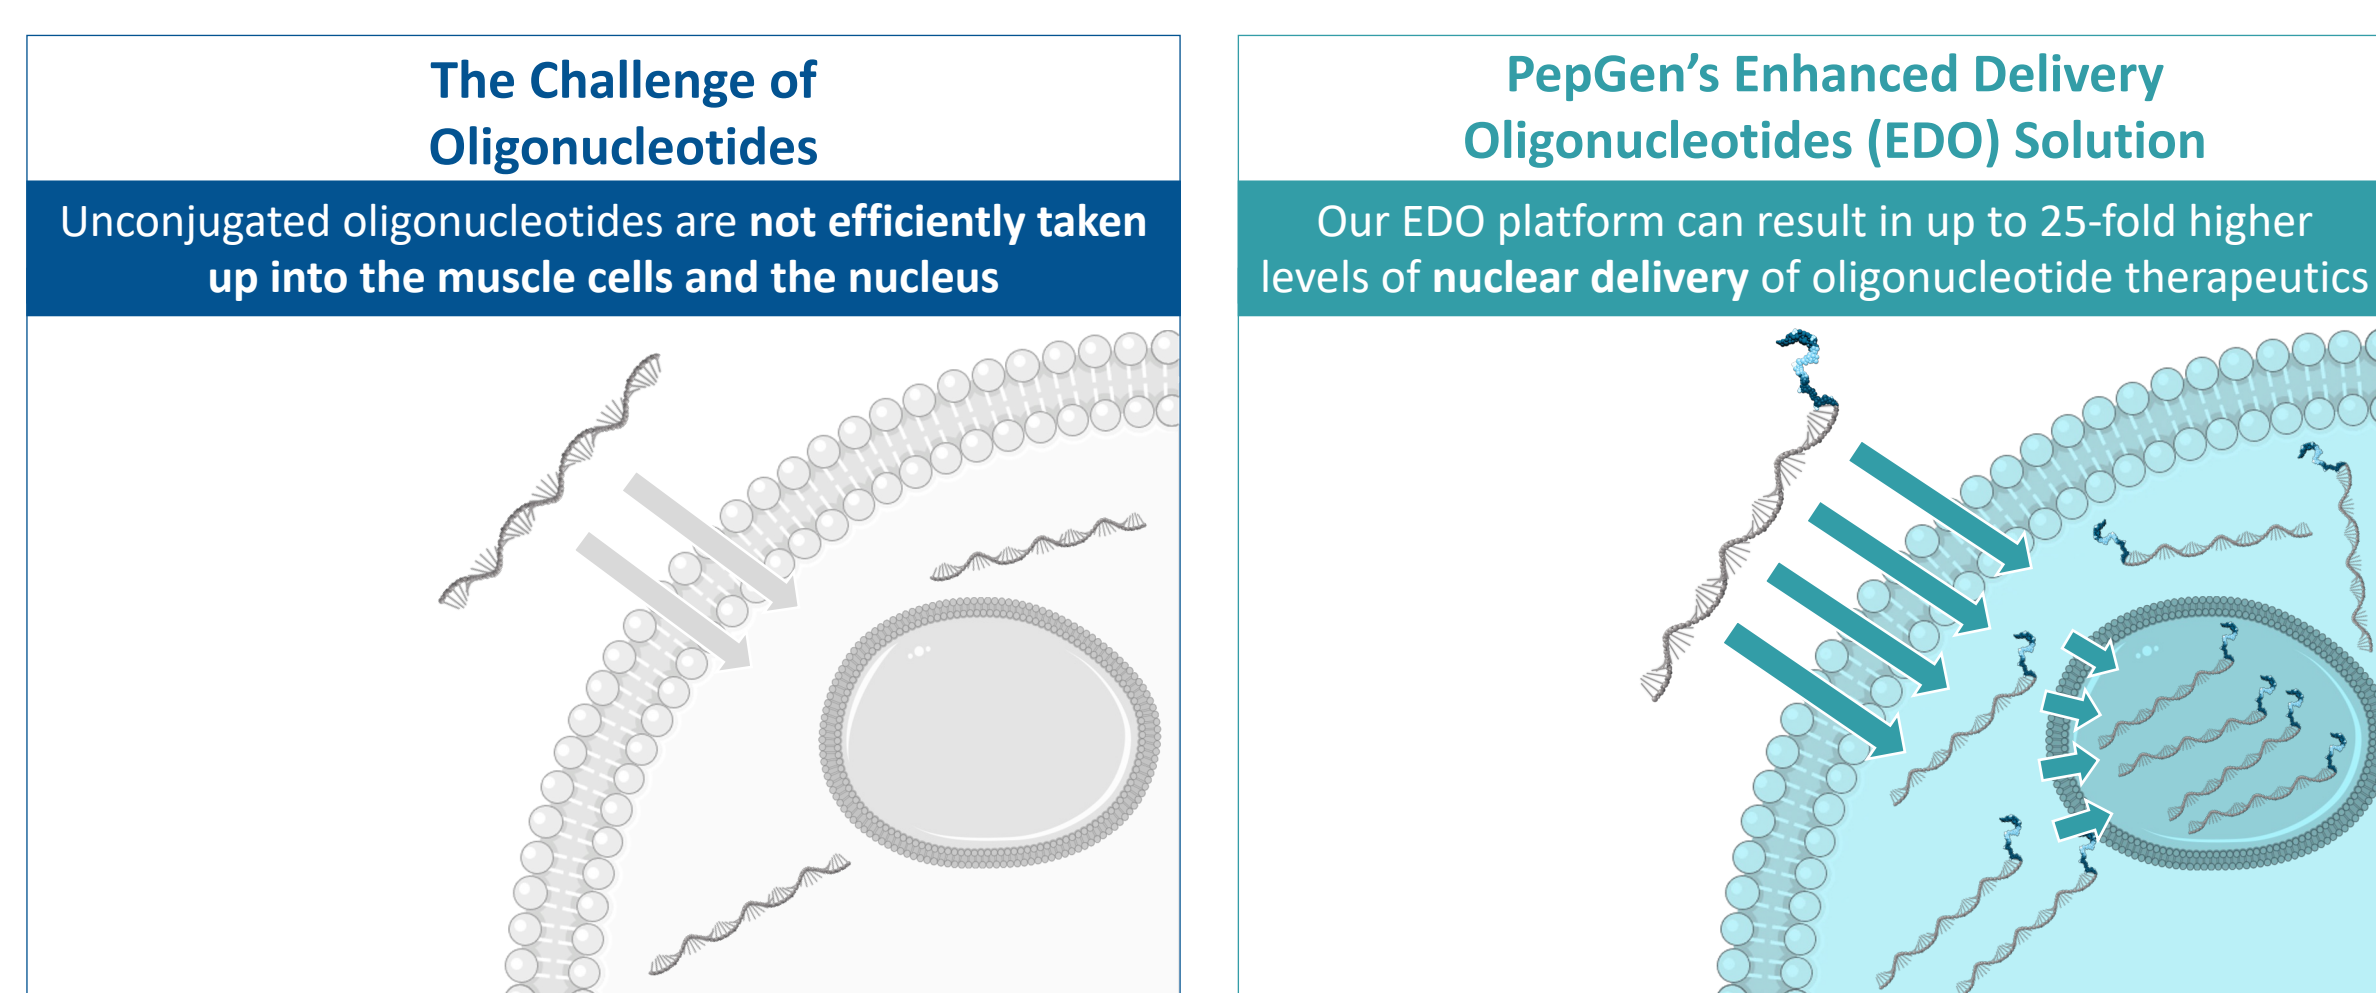 The Challenge of
Oligonucleotides
Unconjugated oligonucleotides are not efficiently taken
up into the muscle cells and the nucleus
PepGen’s Enhanced Delivery
Oligonucleotides (EDO) Solution
Our EDO platform can result in up to 25-fold higher
levels of nuclear delivery of oligonucleotide therapeutics